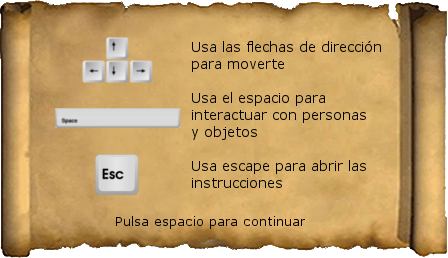 Usa las flechas de dirección
para moverte
Space
Usa el espacio para
interactuar con personas
y objetos
Esc
Usa escape para abrir las
instrucciones
Pulsa espacio para continuar